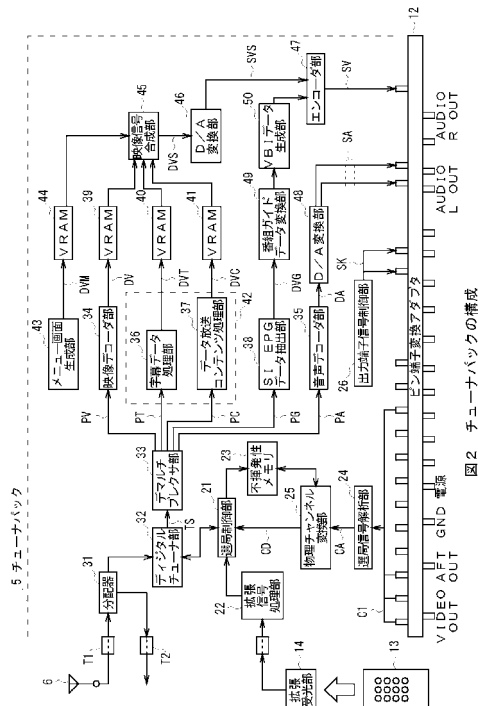 5 チューナパック
6
T1
T2
31
分配器
32
ディジタル
チューナ部
TS
33
デマルチ
プレクサ部
PV
PT
PC
PG
PA
43
メニュー画面
生成部
DVM
44
VRAM
34
映像デコーダ部
DV
39
VRAM
36
字幕データ
処理部
DVT
40
VRAM
37
データ放送
コンテンツ処理部
DVC
41
VRAM
42
45
映像信号
合成部
DVS
46
D/A
変換部
SVS
38
SI EPG
データ抽出部
DVG
49
番組ガイド
データ変換部
50
VBIデータ
生成部
47
エンコーダ部
SV
35
音声デコーダ部
DA
48
D/A変換部
SA
21
選局制御部
22
拡張
信号
処理部
23
不揮発性
メモリ
25
物理チャンネル
変換部
CD
CA
24
選局信号解析部
C1
26
出力端子信号制御部
SK
14
拡張
受光部
13
12
ピン端子変換アダプタ
VIDEO
OUT
AFT
OUT
GND
電源
AUDIO
L OUT
AUDIO
R OUT
図2 チューナパックの構成